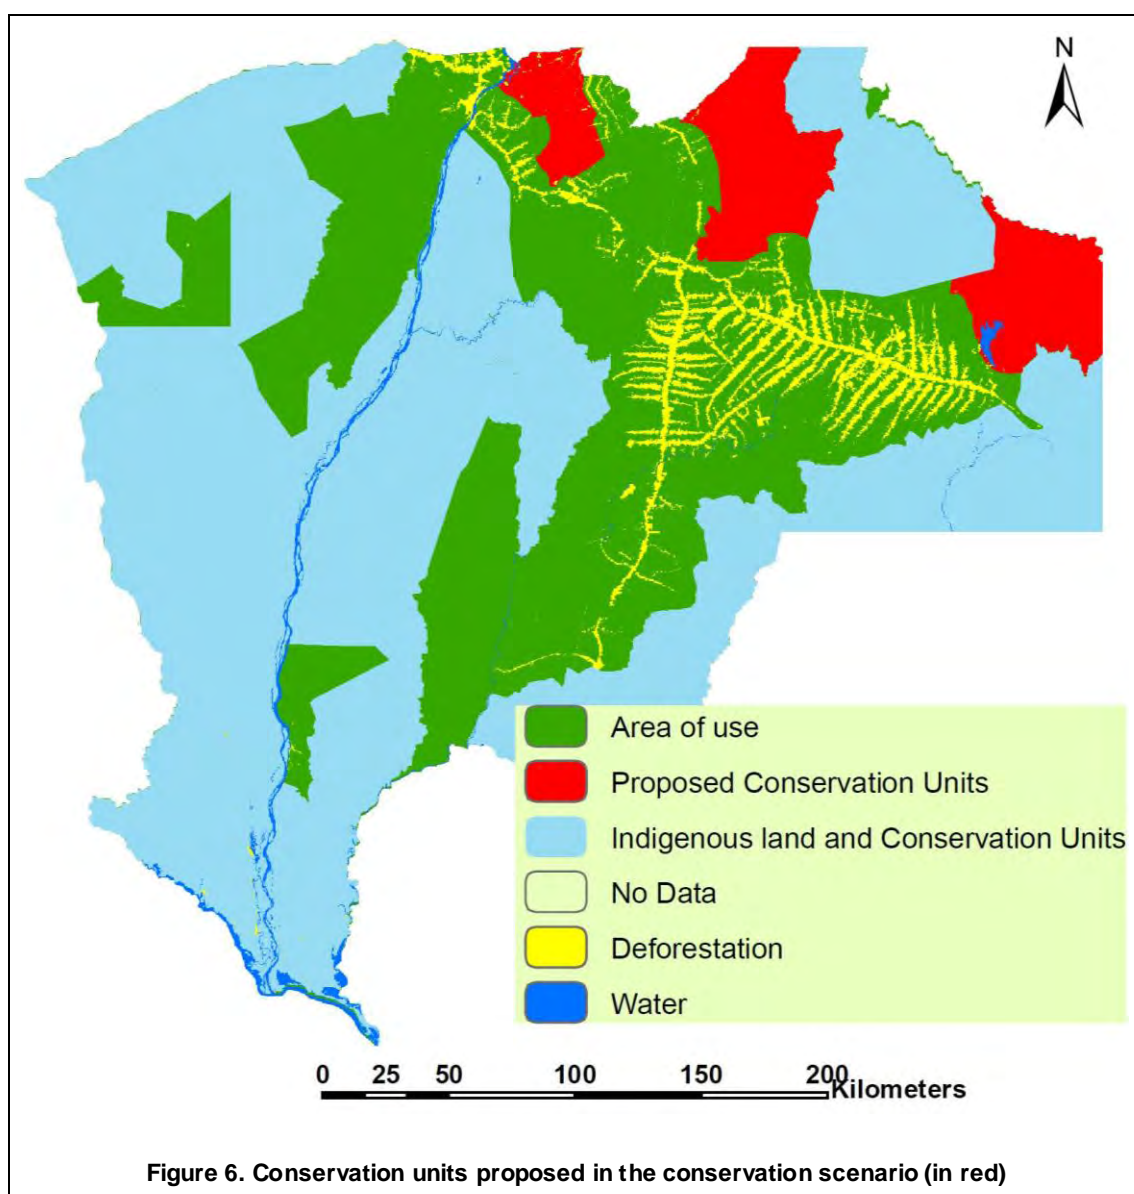 N
Area of use
Proposed Conservation Units
Indigenous land and Conservation Units
No Data
Deforestation
Water
0 25 50 100 150 200 Kilometers
Figure 6. Conservation units proposed in the conservation scenario (in red)